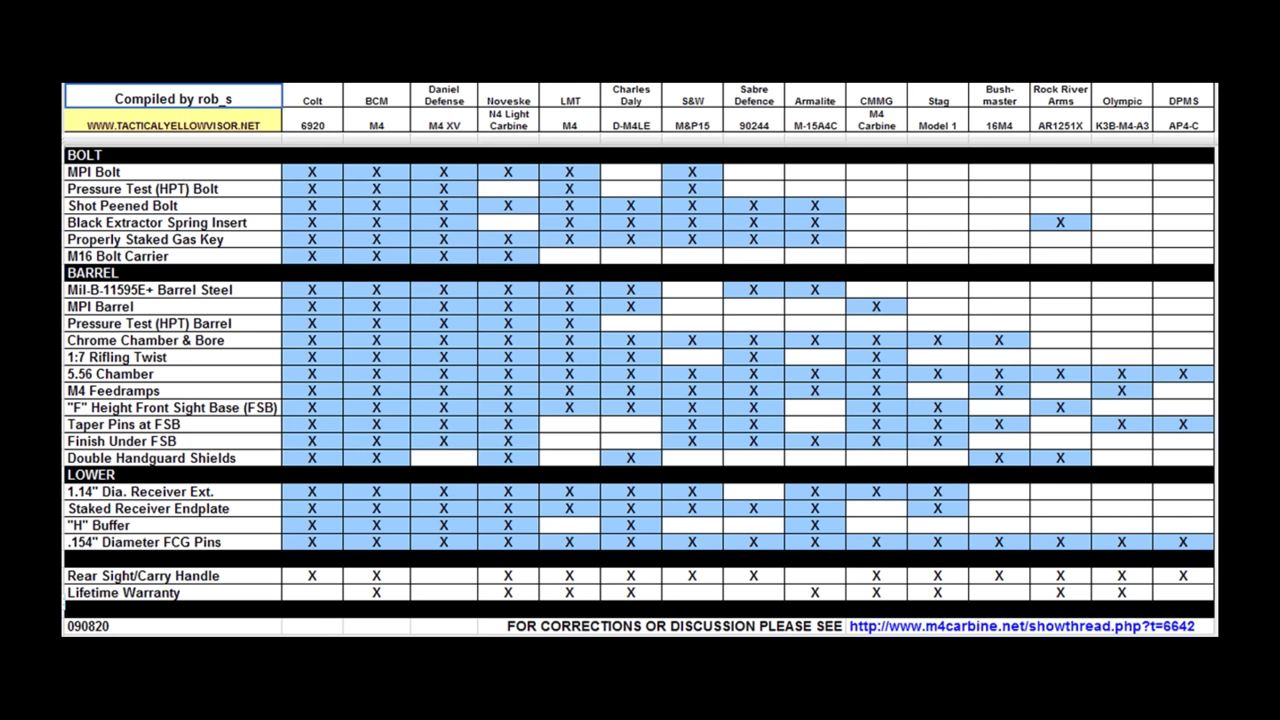 Compiled by rob_s Colt BCM Daniel Defense Noveske LMT Charles Daly S&W Sabre Defence Armalite CMMG Stag Bush-master Rock River Arms Olympic DPMS
WWW.TACTICALYELLOWVISOR.NET 6920 M4 M4 XV N4 Light Carbine M4 D-M4LE M&P15 90244 M-15A4C M4 Carbine Model 1 16M4 AR1251X K3B-M4-A3 AP4-C
BOLT
MPI Bolt X X X X X X
Pressure Test (HPT) Bolt X X X X X
Shot Peened Bolt X X X X X X X X X
Black Extractor Spring Insert X X X X X X X X X
Properly Staked Gas Key X X X X X X X X X
M16 Bolt Carrier X X X X
BARREL
Mil-B-11595E+ Barrel Steel X X X X X X X X
MPI Barrel X X X X X X X
Pressure Test (HPT) Barrel X X X X X
Chrome Chamber & Bore X X X X X X X X X X X X
1:7 Rifling Twist X X X X X X X X
5.56 Chamber X X X X X X X X X X X X X X X
M4 Feedramps X X X X X X X X X X X X
"F" Height Front Sight Base (FSB) X X X X X X X X X X X
Taper Pins at FSB X X X X X X X X X X X
Finish Under FSB X X X X X X X X X
Double Handguard Shields X X X X X X
LOWER
1.14" Dia. Receiver Ext. X X X X X X X X X X
Staked Receiver Endplate X X X X X X X X X X
"H" Buffer X X X X X X
.154" Diameter FCG Pins X X X X X X X X X X X X X X X
Rear Sight/Carry Handle X X X X X X X X X X X X X
Lifetime Warranty X X X X X X X X X
090820 FOR CORRECTIONS OR DISCUSSION PLEASE SEE http://www.m4carbine.net/showthread.php?t=6642